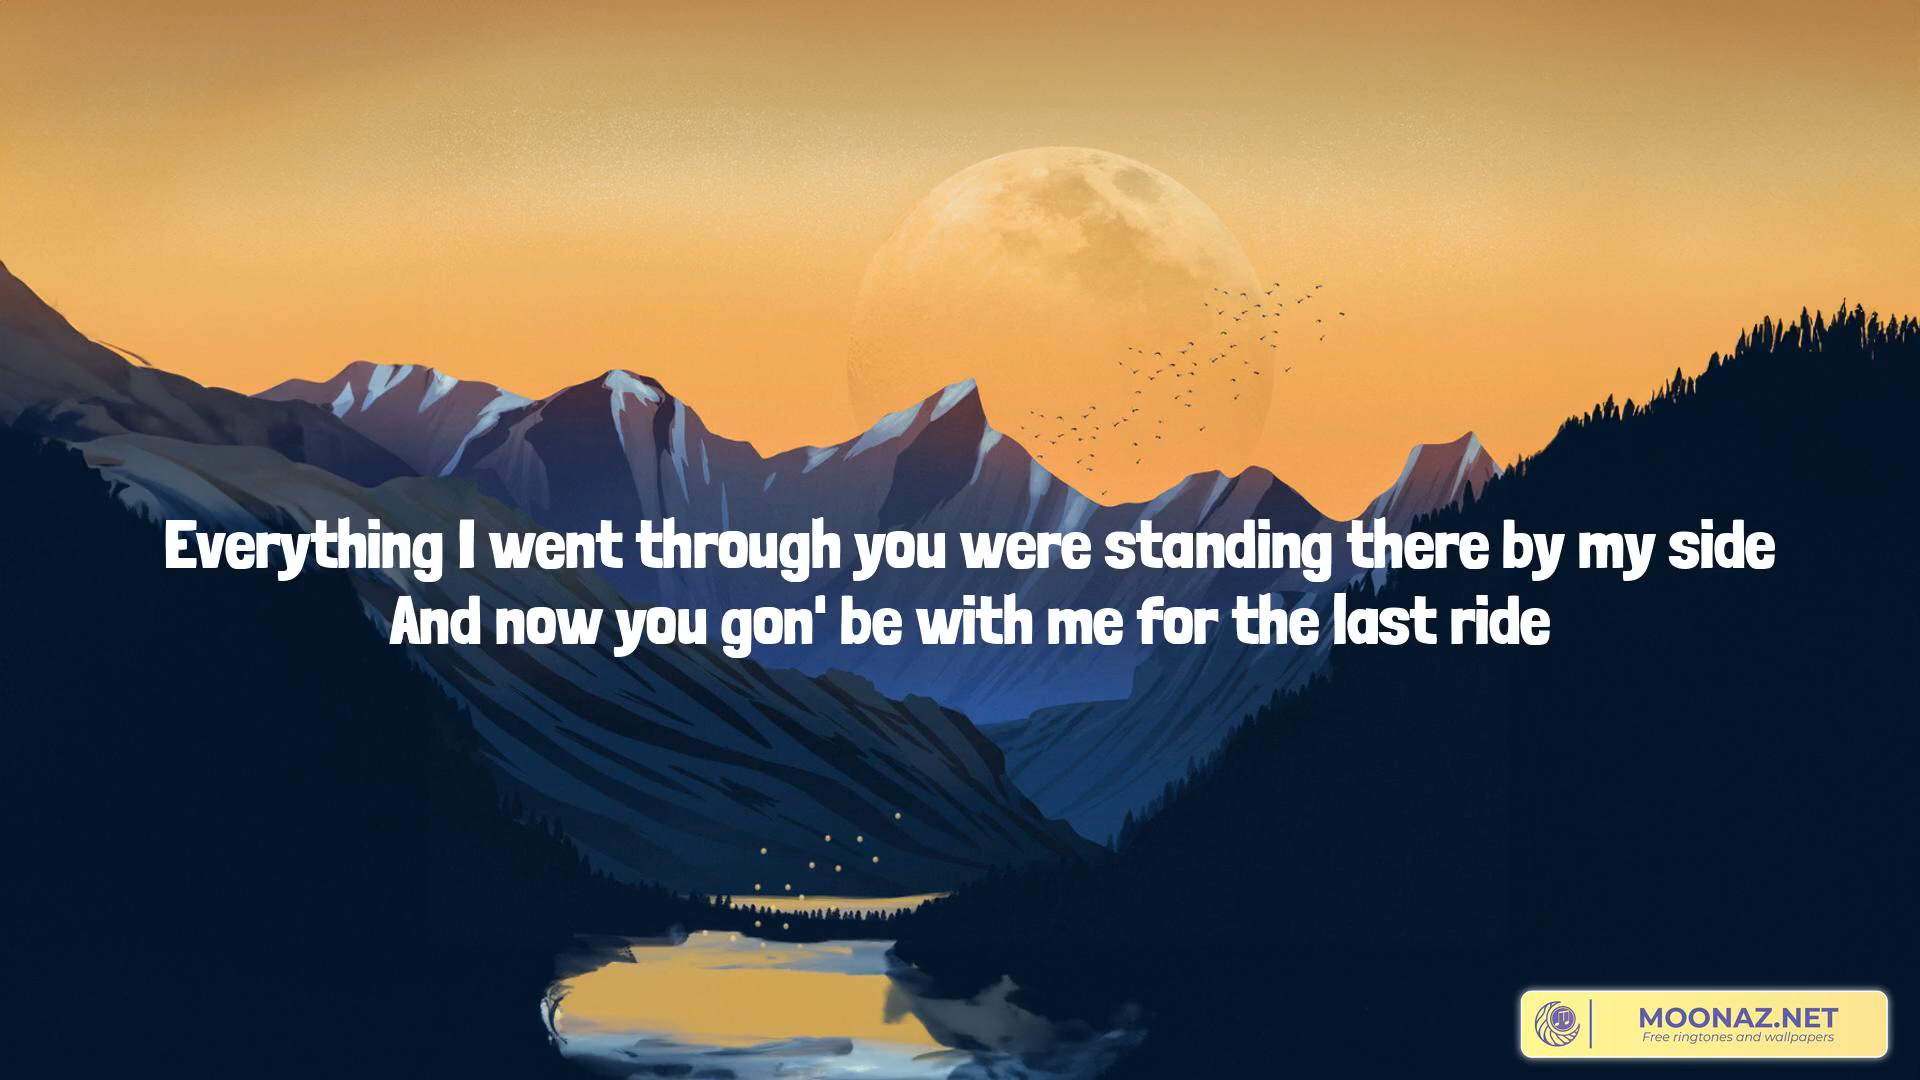 Everything I went through you were standing there by my side
And now you gon' be with me for the last ride
MOONAZ.NET
Free ringtones and wallpapers